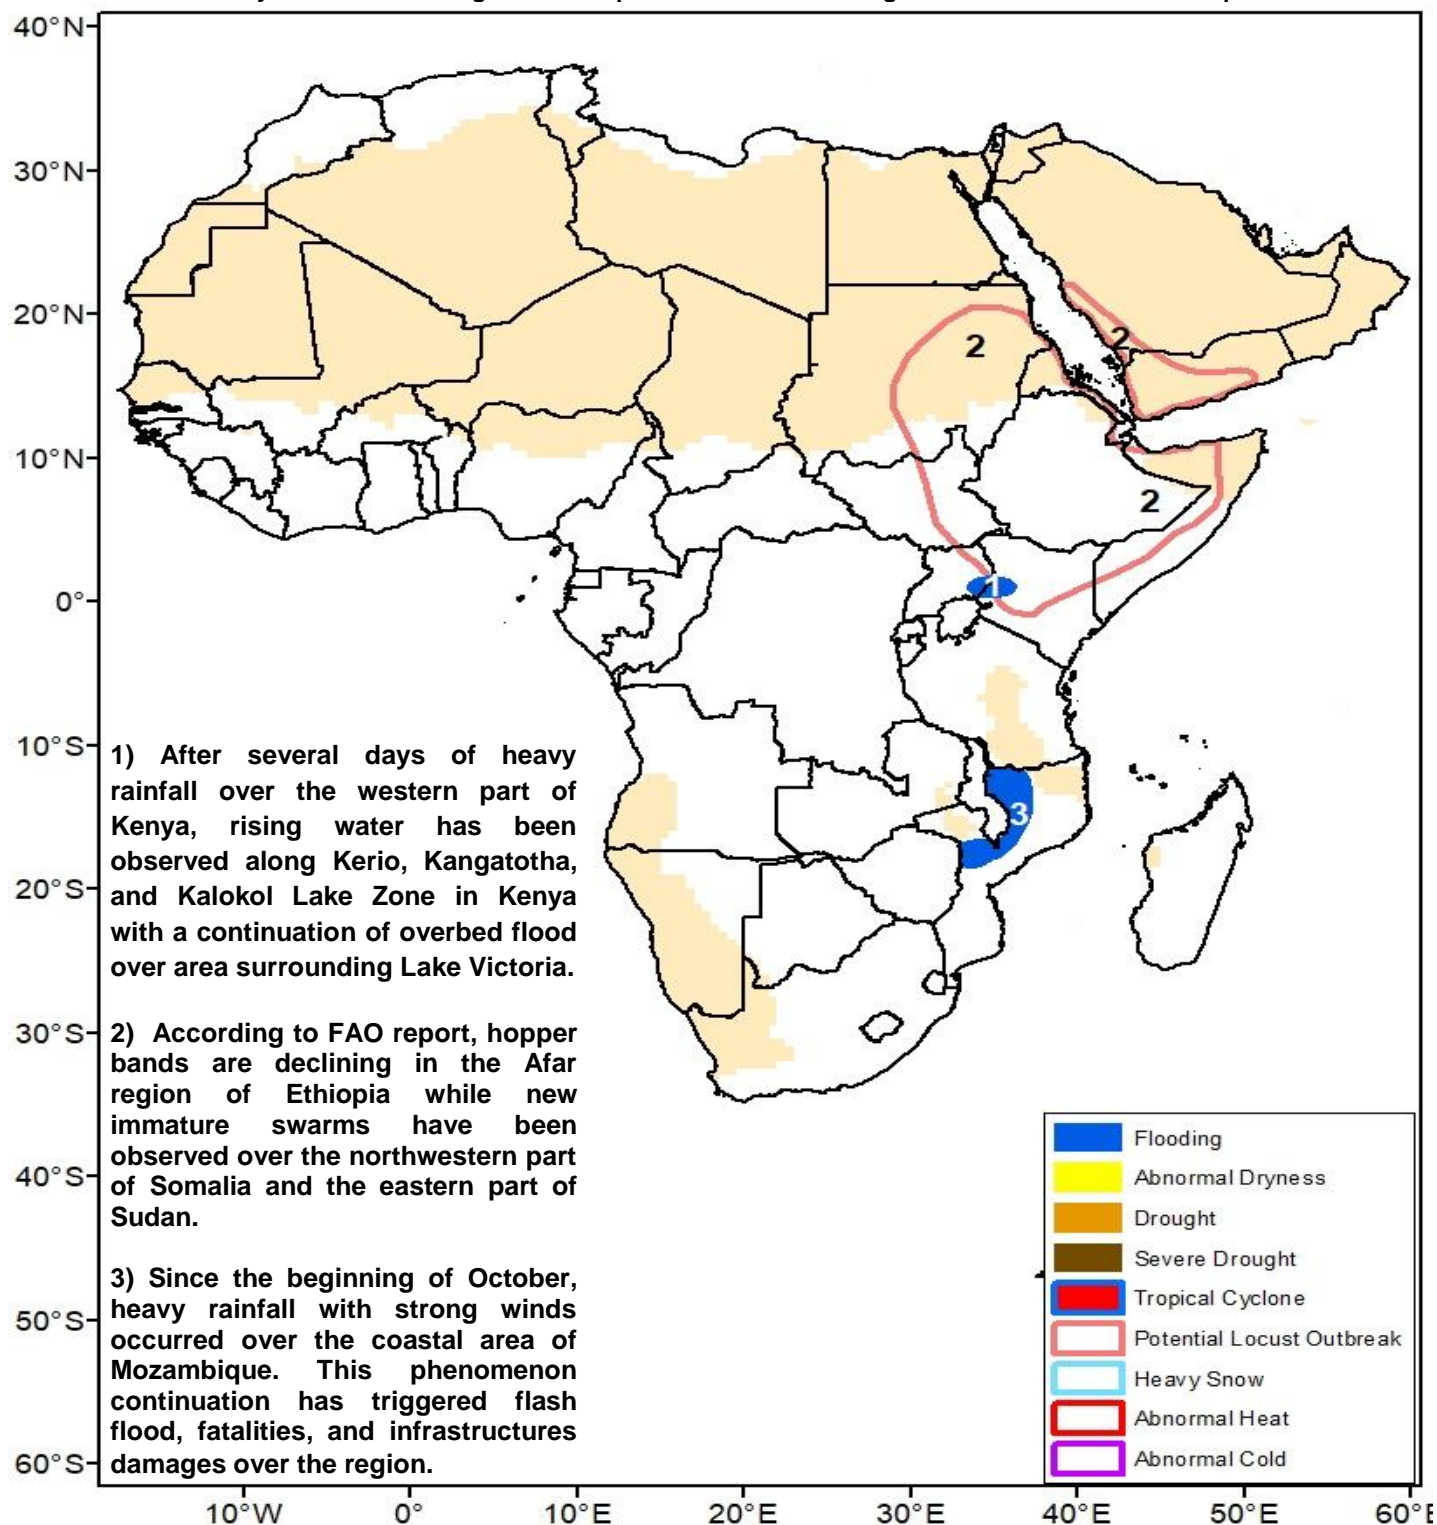 40°N
30°N
20°N
10°N
0°
10°S
20°S
30°S
40°S
50°S
60°S
2
2
2
1
3
1) After several days of heavy
rainfall over the western part of
Kenya, rising water has been
observed along Kerio, Kangatotha,
and Kalokol Lake Zone in Kenya
with a continuation of overbed flood
over area surrounding Lake Victoria.
2) According to FAO report, hopper
bands are declining in the Afar
region of Ethiopia while new
immature swarms have been
observed over the northwestern part
of Somalia and the eastern part of
Sudan.
3) Since the beginning of October,
heavy rainfall with strong winds
occurred over the coastal area of
Mozambique. This phenomenon
continuation has triggered flash
flood, fatalities, and infrastructures
damages over the region.
Flooding
Abnormal Dryness
Drought
Severe Drought
Tropical Cyclone
Potential Locust Outbreak
Heavy Snow
Abnormal Heat
Abnormal Cold
10°W 0° 10°E 20°E 30°E 40°E 50°E 60°E